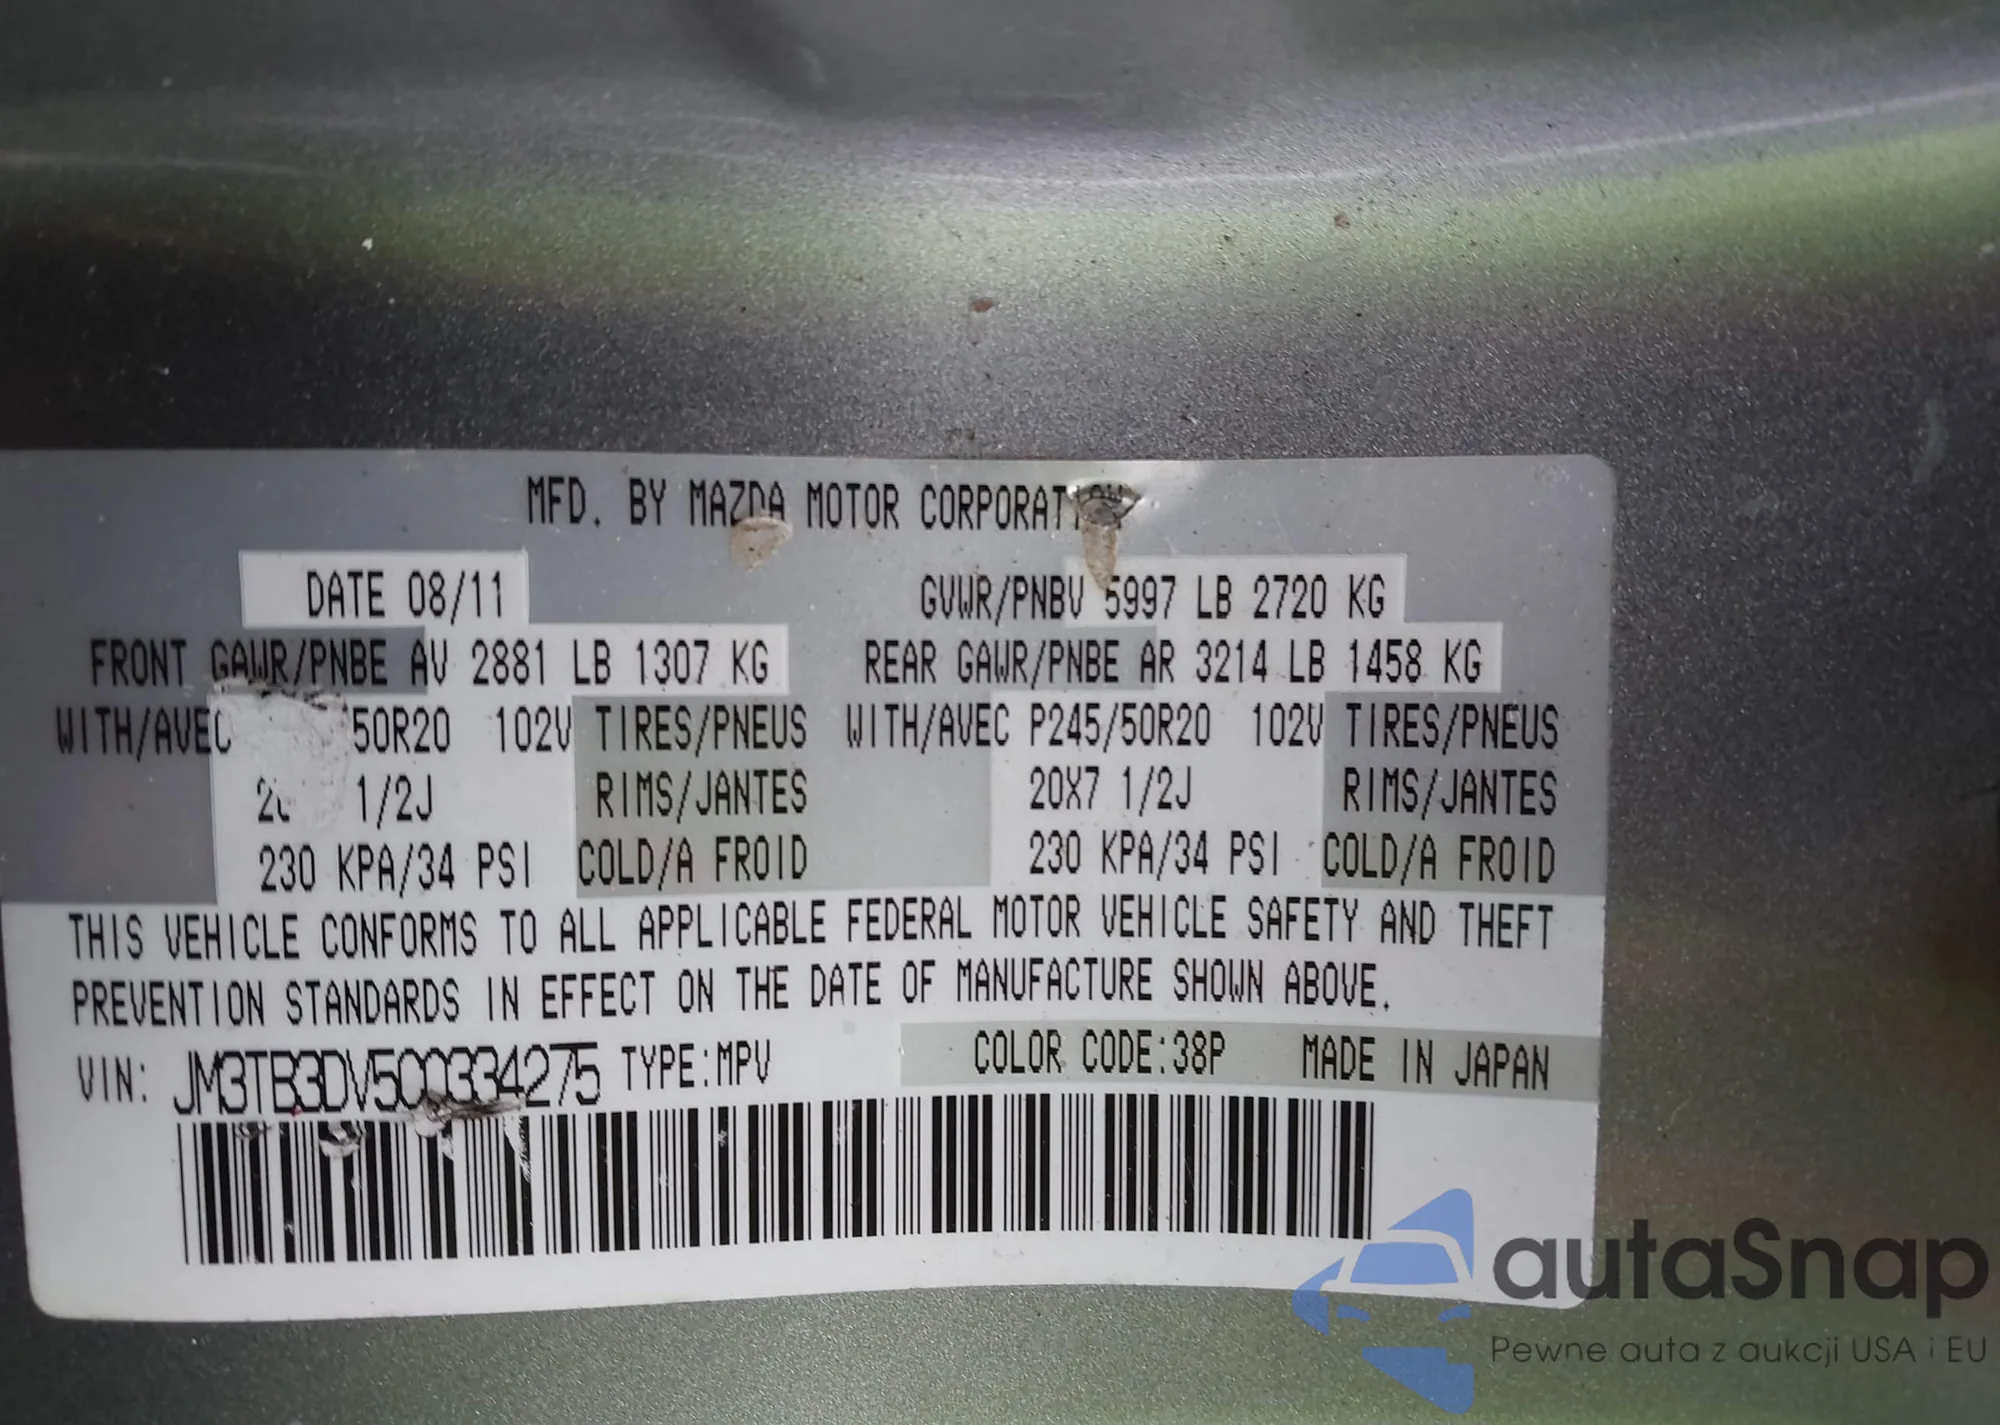 MFD. BY MAZDA MOTOR CORPORATION
DATE 08/11 GVWR/PNBV 5997 LB 2720 KG
FRONT GAWR/PNBE AV 2881 LB 1307 KG REAR GAWR/PNBE AR 3214 LB 1458 KG
WITH/AVEC 50R20 102V TIRES/PNEUS WITH/AVEC P245/50R20 102V TIRES/PNEUS
1/2J RIMS/JANTES 20X7 1/2J RIMS/JANTES
230 KPA/34 PSI COLD/A FROID 230 KPA/34 PSI COLD/A FROID
THIS VEHICLE CONFORMS TO ALL APPLICABLE FEDERAL MOTOR VEHICLE SAFETY AND THEFT
PREVENTION STANDARDS IN EFFECT ON THE DATE OF MANUFACTURE SHOWN ABOVE.
VIN: JM3TB3DV500334275 TYPE:MPV COLOR CODE:38P MADE IN JAPAN
autaSnap
Pewne auta z aukcji USA i EU